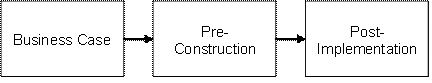 Business Case
Pre-
Construction
Post-
Implementation